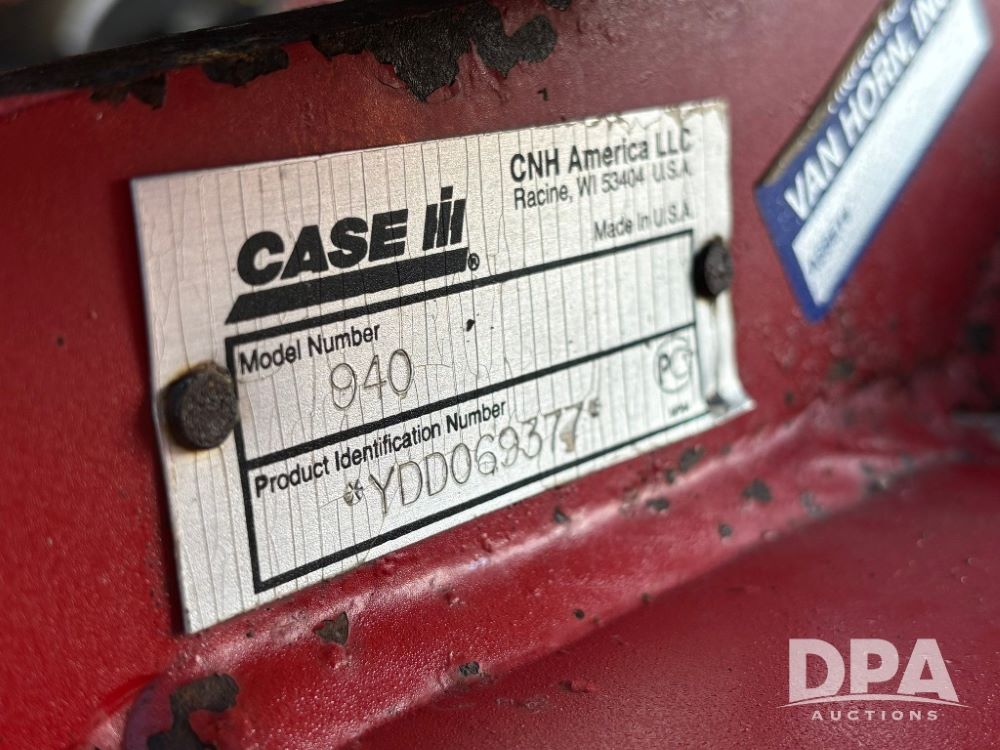 CASE IH®
CNH America LLC
Racine, WI 53404 U.S.A.
Made in U.S.A.
Model Number
940
Product Identification Number
*YDD069377*
PCT
VAN HORN, INC
DPA
AUCTIONS